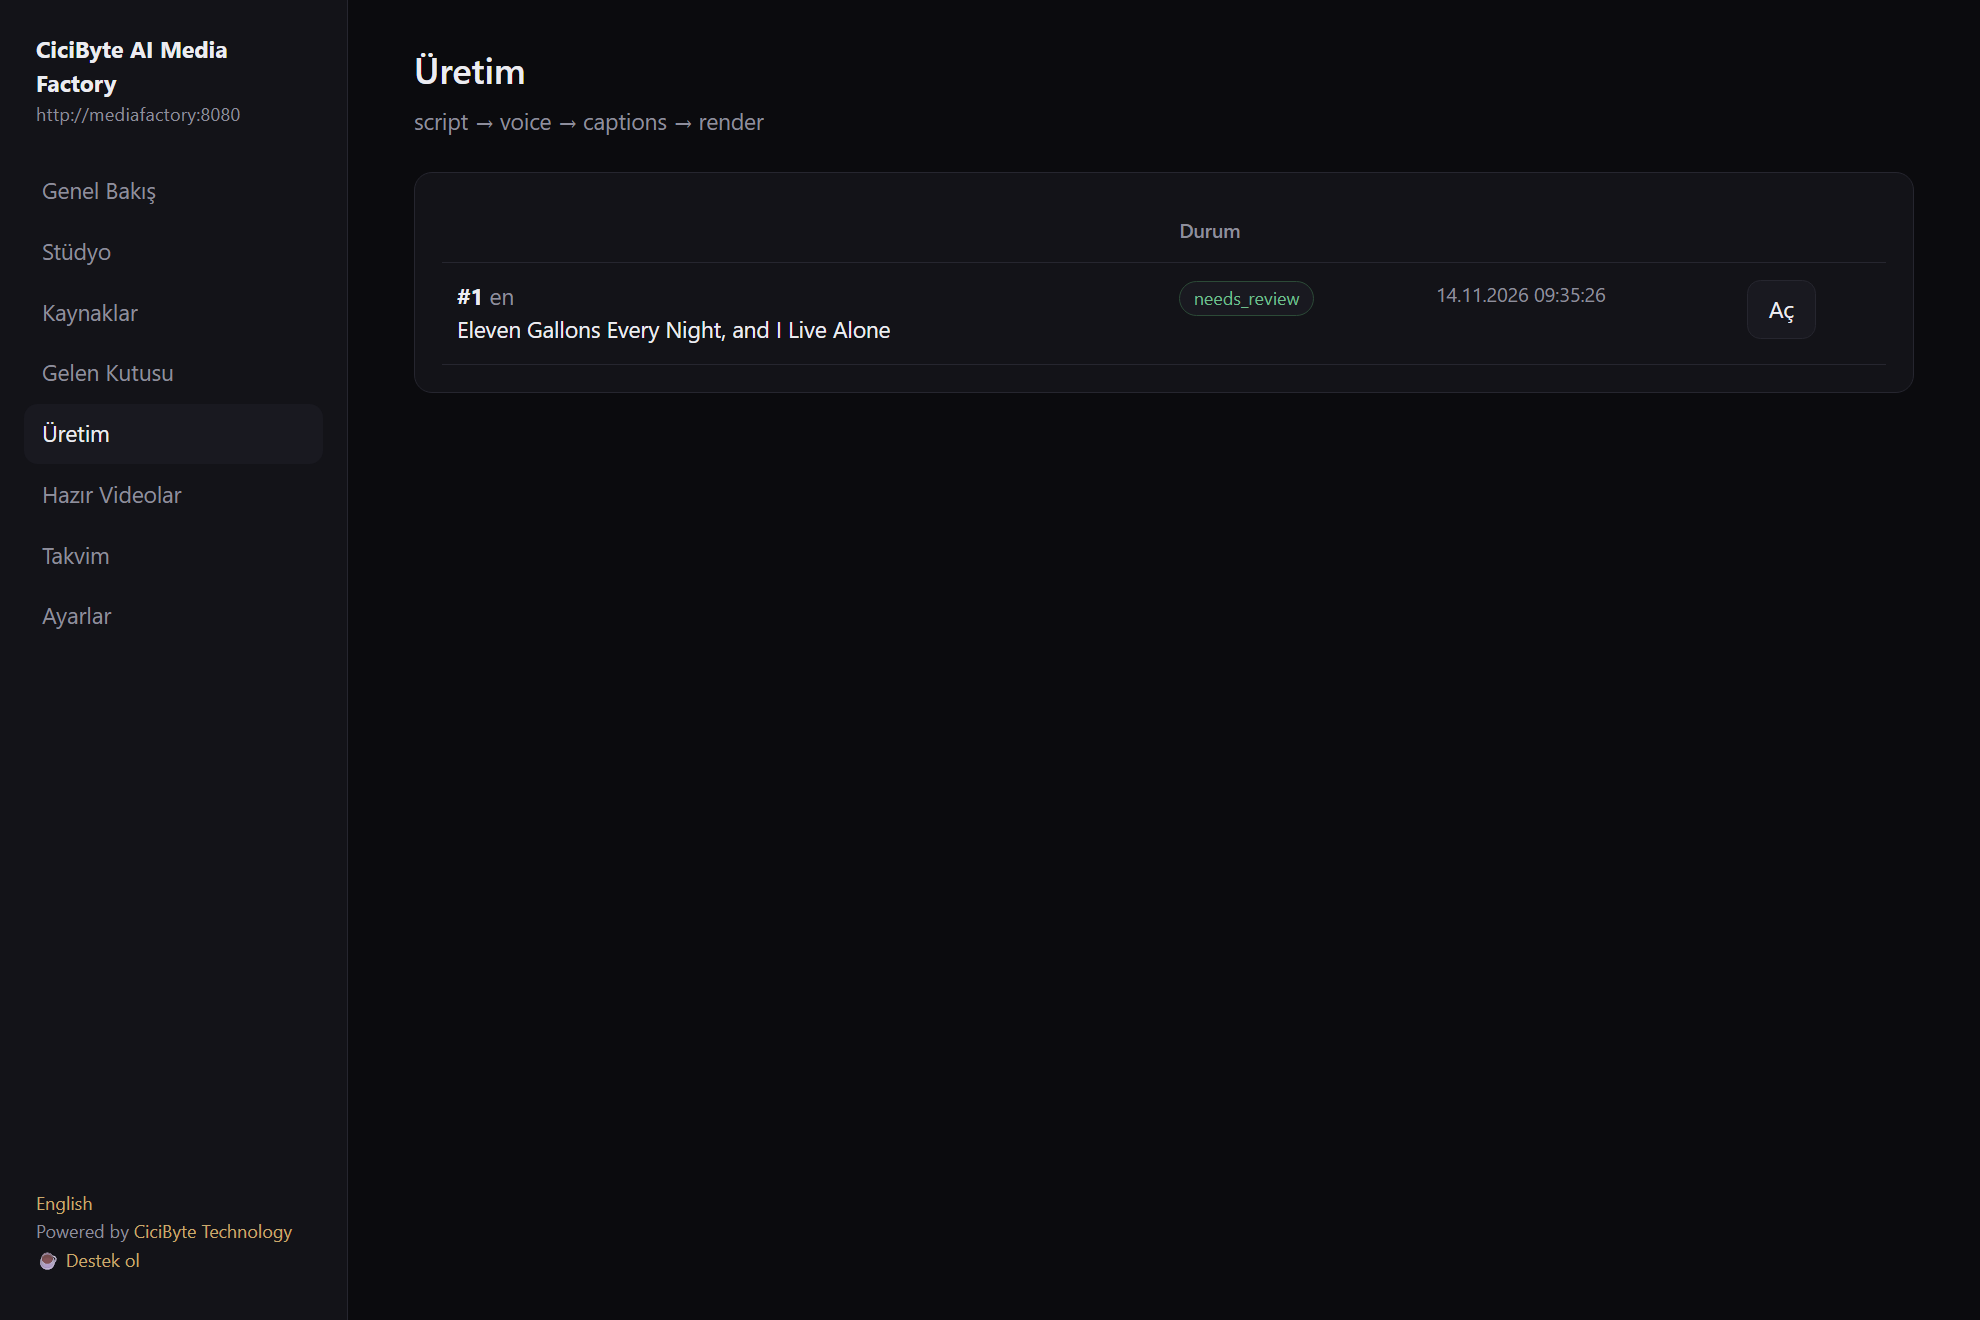 CiciByte AI Media
Factory
http://mediafactory:8080
Genel Bakış
Stüdyo
Kaynaklar
Gelen Kutusu
Üretim
Hazır Videolar
Takvim
Ayarlar
English
Powered by CiciByte Technology
Destek ol
Üretim
script → voice → captions → render
Durum
#1 en
Eleven Gallons Every Night, and I Live Alone
needs_review
14.11.2026 09:35:26
Aç